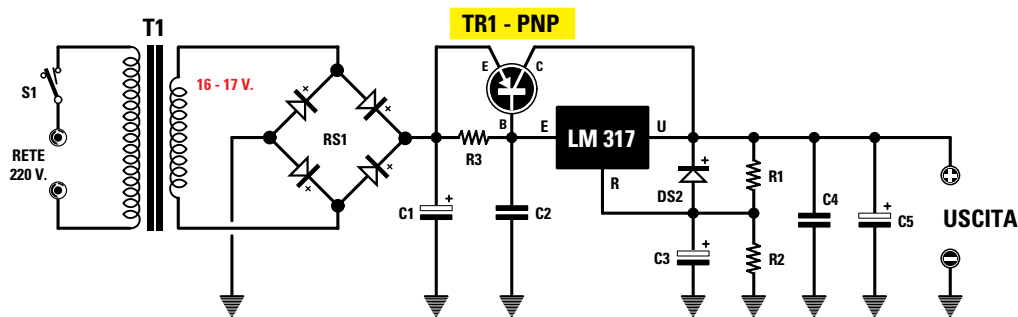 TR1 - PNP
T1
S1
16 - 17 V.
RETE
220 V.
RS1
E
C
B
R3
E
LM 317
U
R
DS2
+
R1
R2
C1
+
C2
C3
+
C4
C5
+
USCITA
+
-